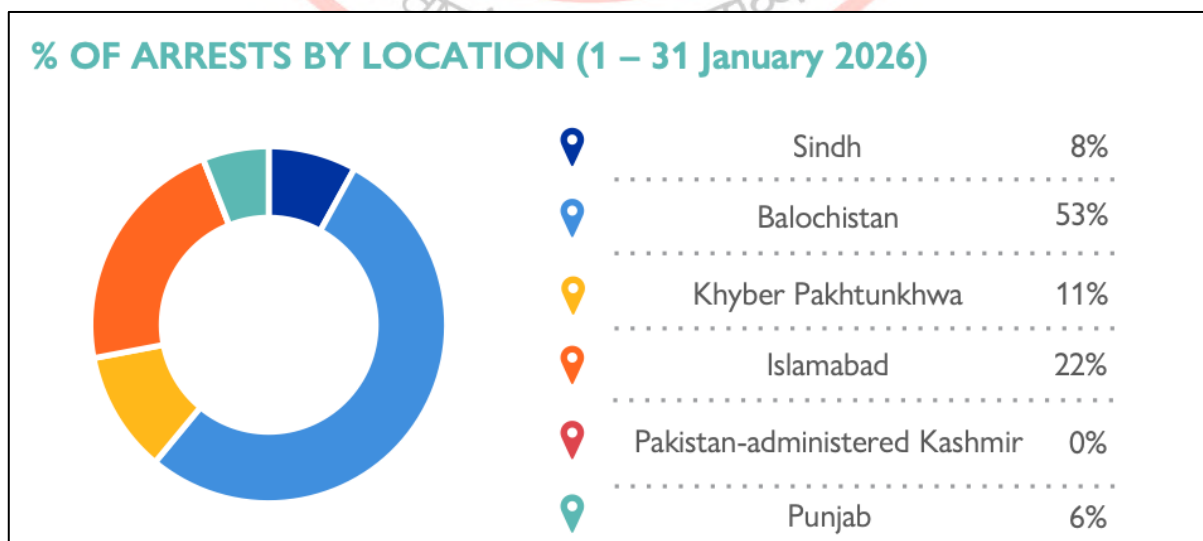 % OF ARRESTS BY LOCATION (1 – 31 January 2026)
Sindh 8%
Balochistan 53%
Khyber Pakhtunkhwa 11%
Islamabad 22%
Pakistan-administered Kashmir 0%
Punjab 6%